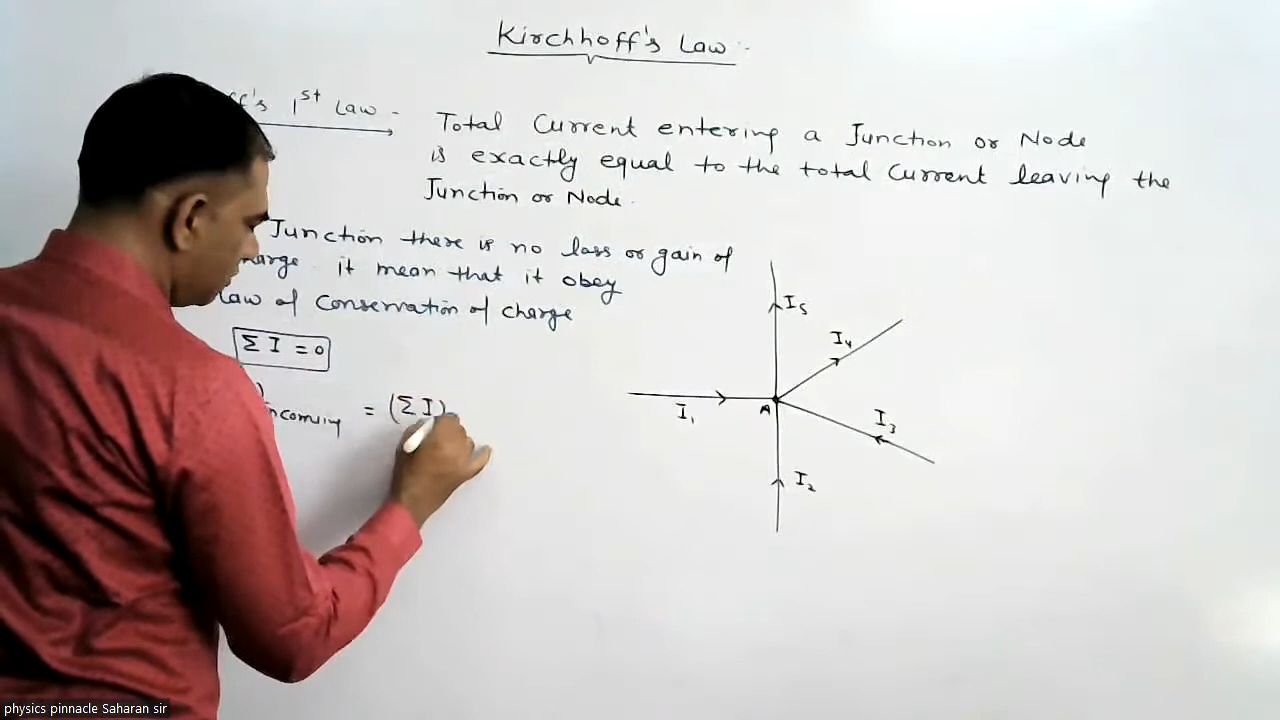 Kirchhoff's Law :-
ff's 1st Law -
Total Current entering a Junction or Node
is exactly equal to the total Current leaving the
Junction or Node.
Junction there is no loss or gain of
it mean that it obey
Law of Conservation of charge
Σ I = 0
= (Σ I)
I5
I4
I1
A
I3
I2
physics pinnacle Saharan sir